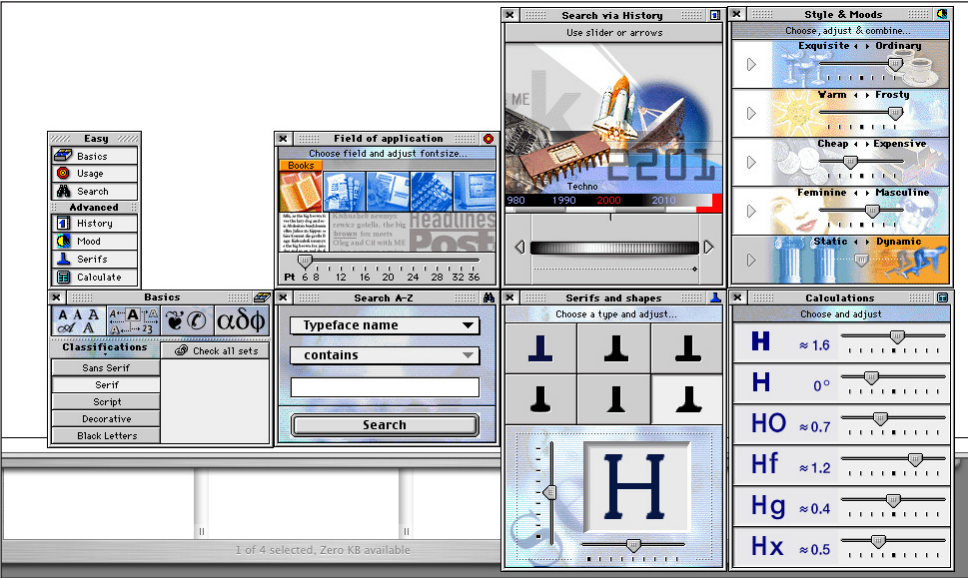 Easy
Basics
Usage
Search
Advanced
History
Mood
Serifs
Calculate
Field of application
Choose field and adjust fontsize...
Books
Headlines
Post
Pt 6 8 12 16 20 24 28 32 36
Search via History
Use slider or arrows
ME
k
2201
Techno
980 1990 2000 2010
Style & Moods
Choose, adjust & combine...
Exquisite Ordinary
Warm Frosty
Cheap Expensive
Feminine Masculine
Static Dynamic
Basics
A A A
A A
A A A
A 23
αδφ
Classifications
Check all sets
Sans Serif
Serif
Script
Decorative
Black Letters
Search A-Z
Typeface name
contains
Search
Serifs and shapes
Choose a type and adjust...
H
Calculations
Choose and adjust
H ≈1.6
H 0°
HO ≈0.7
Hf ≈1.2
Hg ≈0.4
Hx ≈0.5
1 of 4 selected, Zero KB available